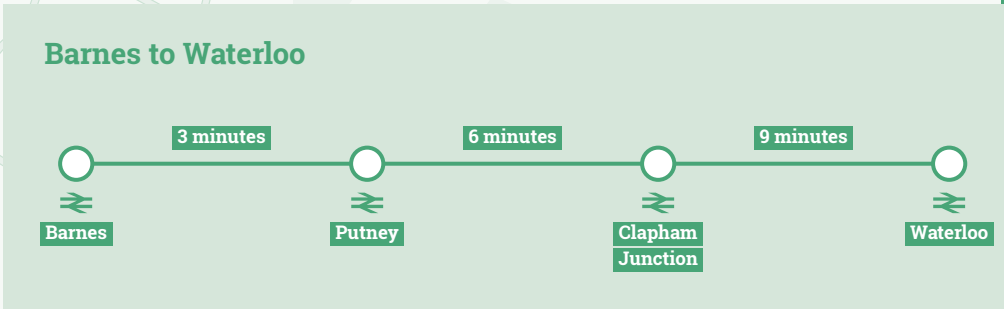 Barnes to Waterloo
3 minutes
6 minutes
9 minutes
Barnes
Putney
Clapham
Junction
Waterloo